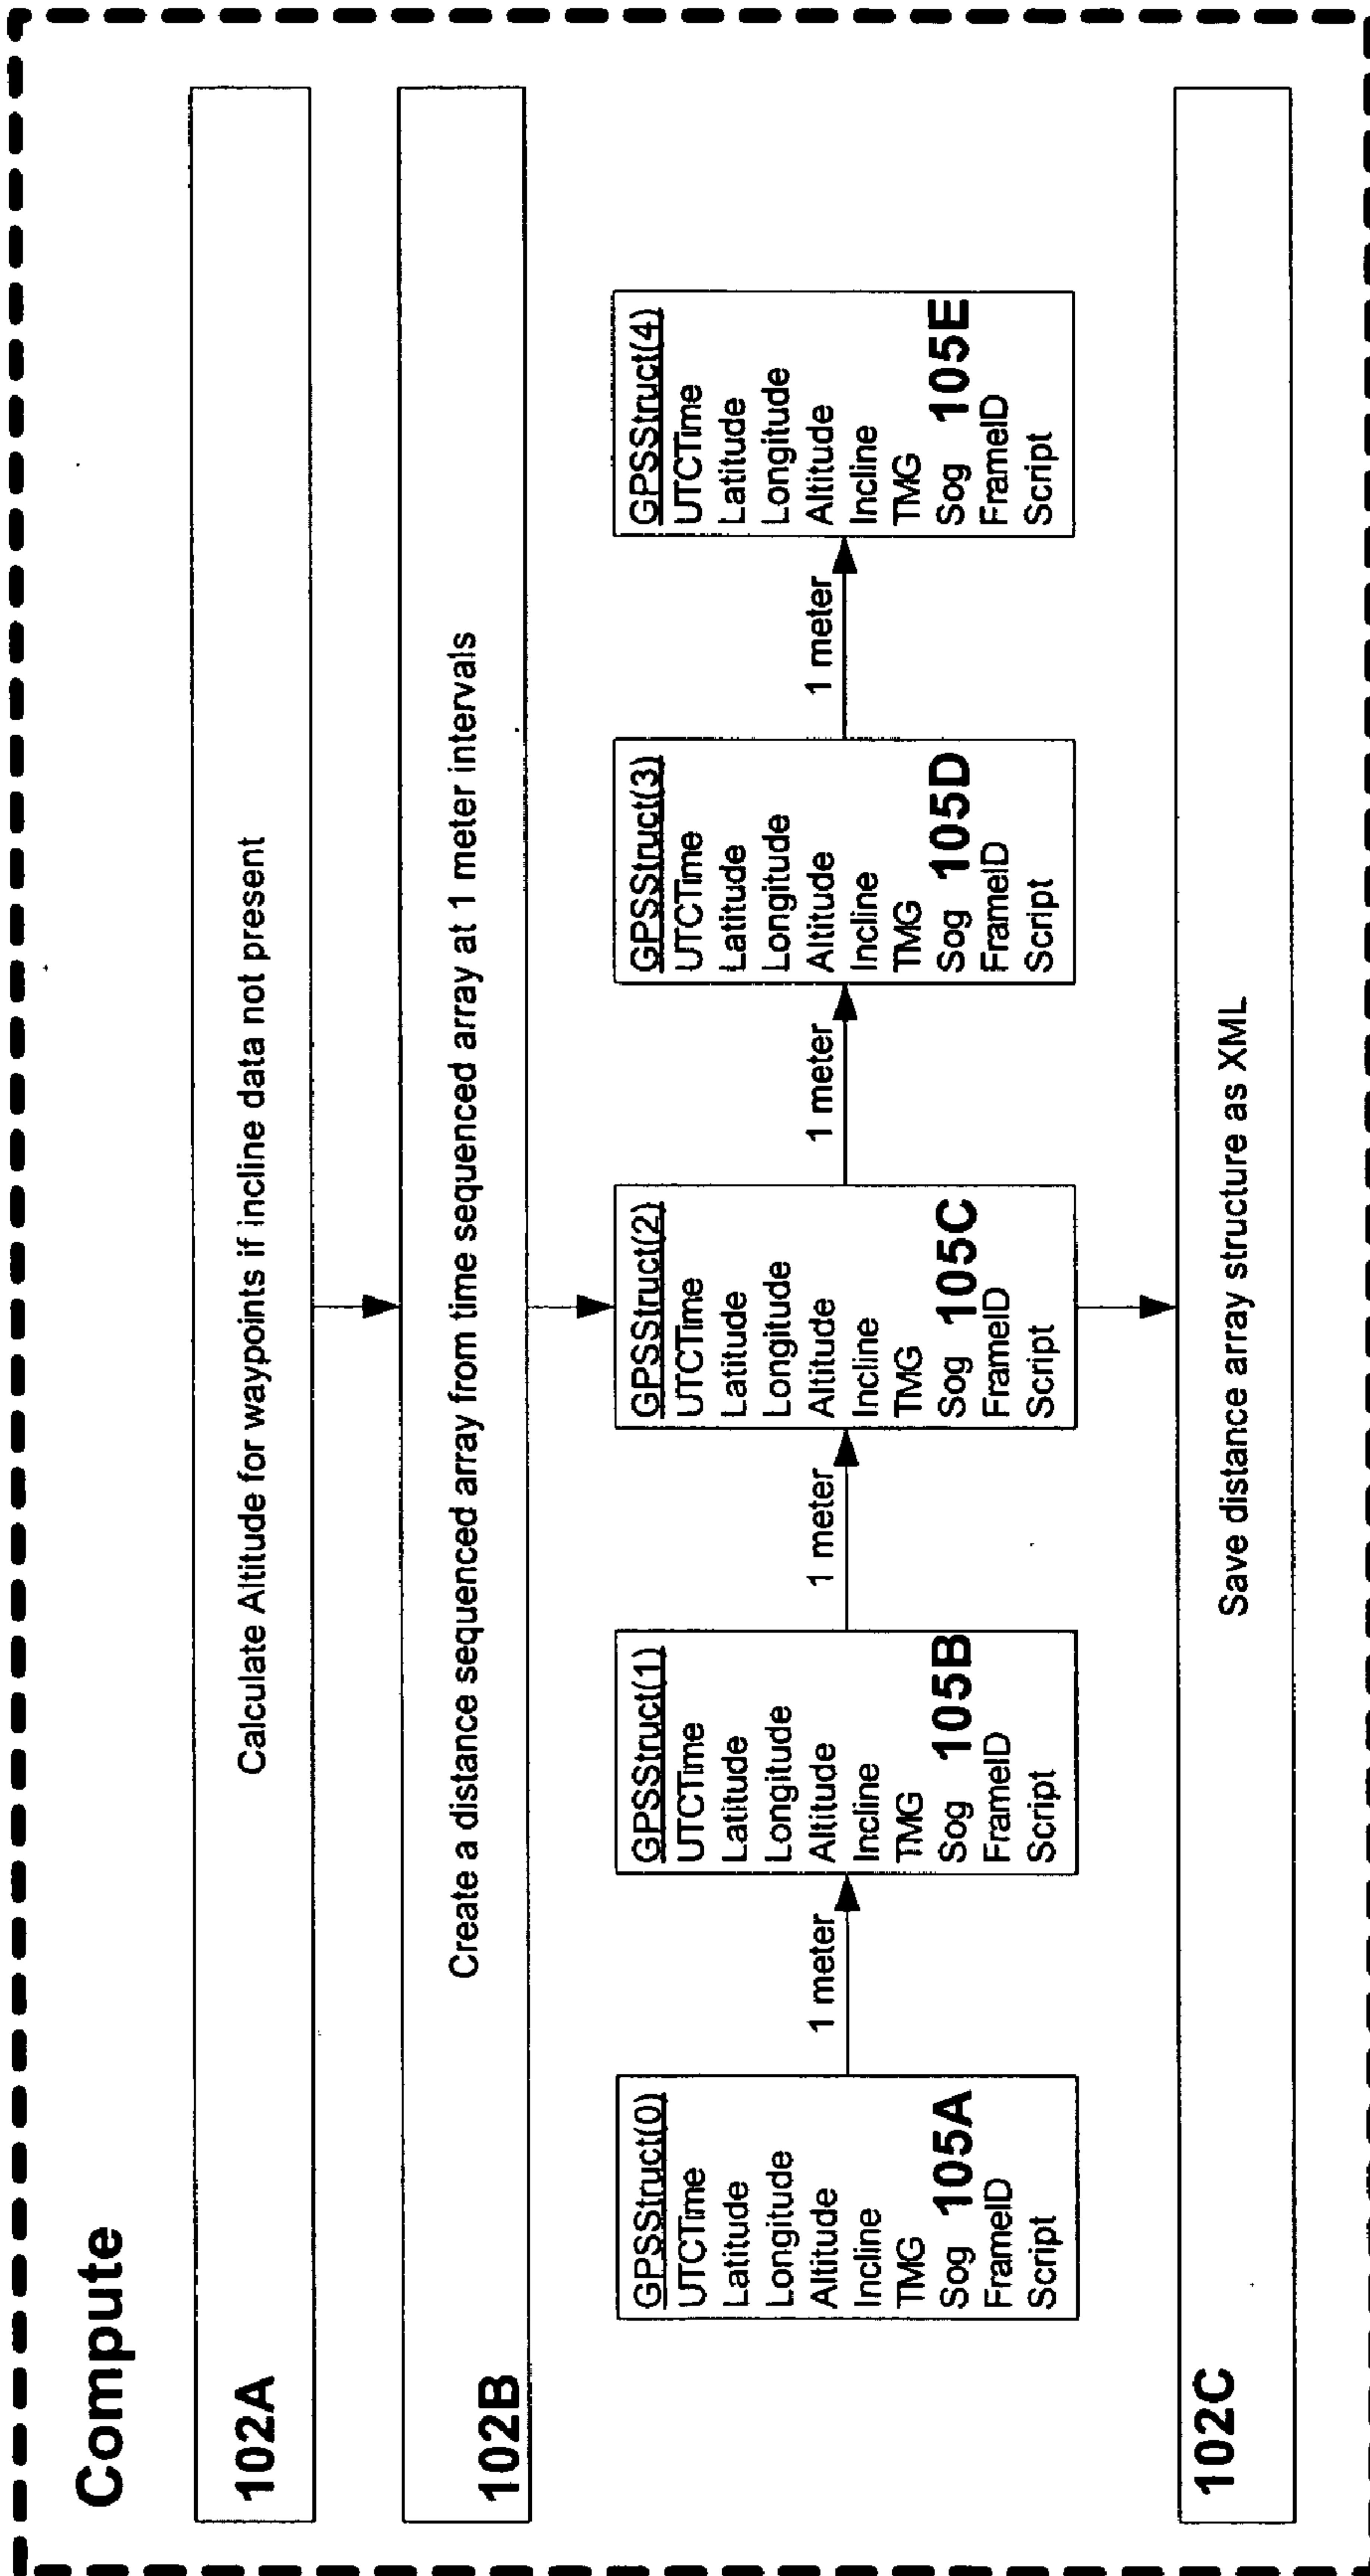 Compute
102A
Calculate Altitude for waypoints if incline data not present
102B
Create a distance sequenced array from time sequenced array at 1 meter intervals
GPSStruct(0)
UTCTime
Latitude
Longitude
Altitude
Incline
TMG
Sog 105A
FrameID
Script
1 meter
GPSStruct(1)
UTCTime
Latitude
Longitude
Altitude
Incline
TMG
Sog 105B
FrameID
Script
1 meter
GPSStruct(2)
UTCTime
Latitude
Longitude
Altitude
Incline
TMG
Sog 105C
FrameID
Script
1 meter
GPSStruct(3)
UTCTime
Latitude
Longitude
Altitude
Incline
TMG
Sog 105D
FrameID
Script
1 meter
GPSStruct(4)
UTCTime
Latitude
Longitude
Altitude
Incline
TMG
Sog 105E
FrameID
Script
102C
Save distance array structure as XML